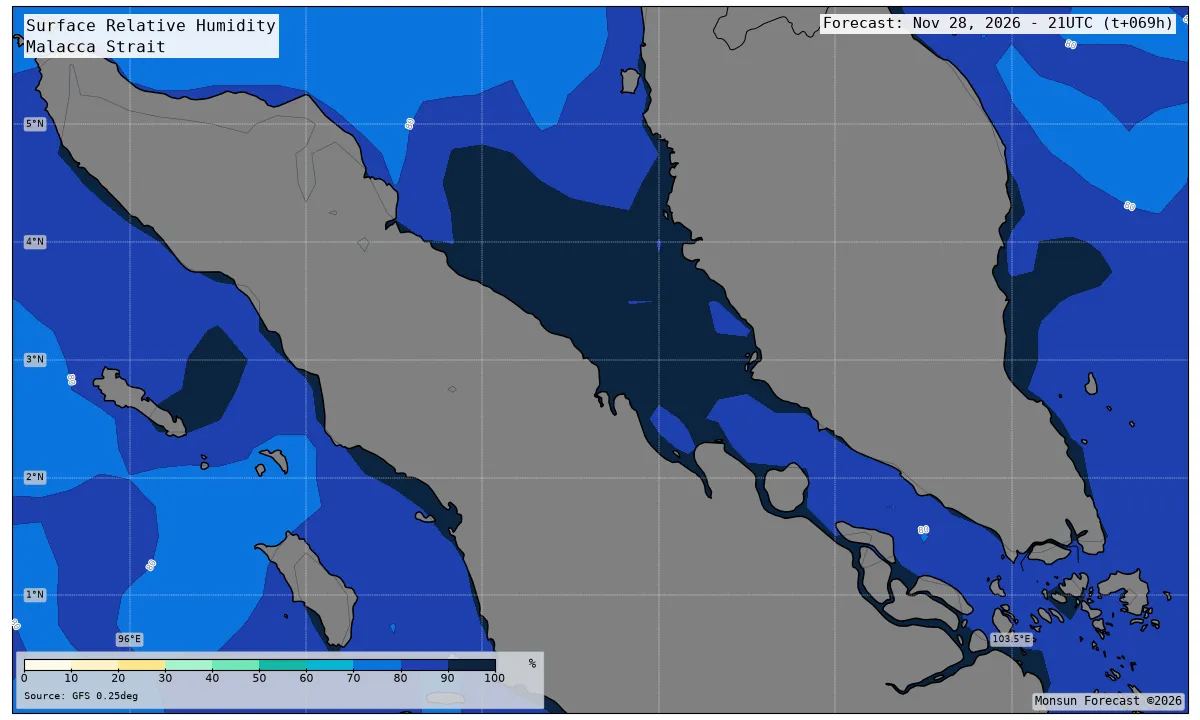 Surface Relative Humidity
Malacca Strait
Forecast: Nov 28, 2026 - 21UTC (t+069h)
80
80
5°N
80
4°N
3°N
80
2°N
80
80
1°N
80
96°E
103.5°E
%
0 10 20 30 40 50 60 70 80 90 100
Source: GFS 0.25deg
Monsun Forecast ©2026